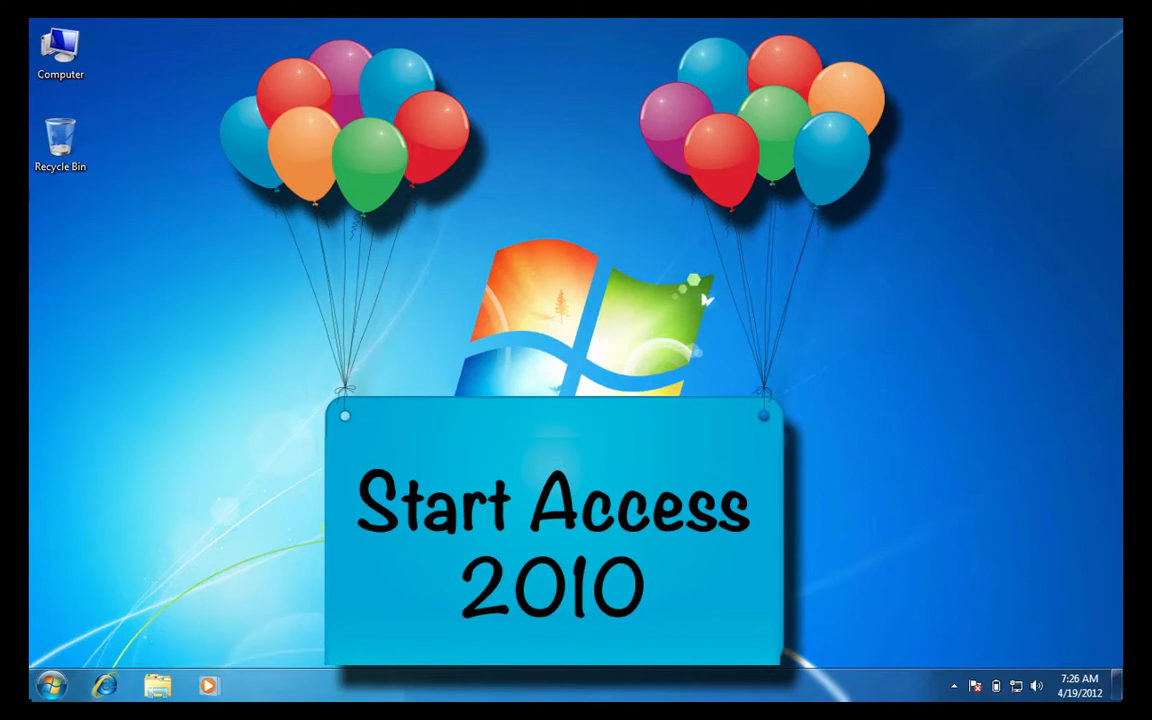 Computer
Recycle Bin
Start Access
2010
7:26 AM
4/19/2012